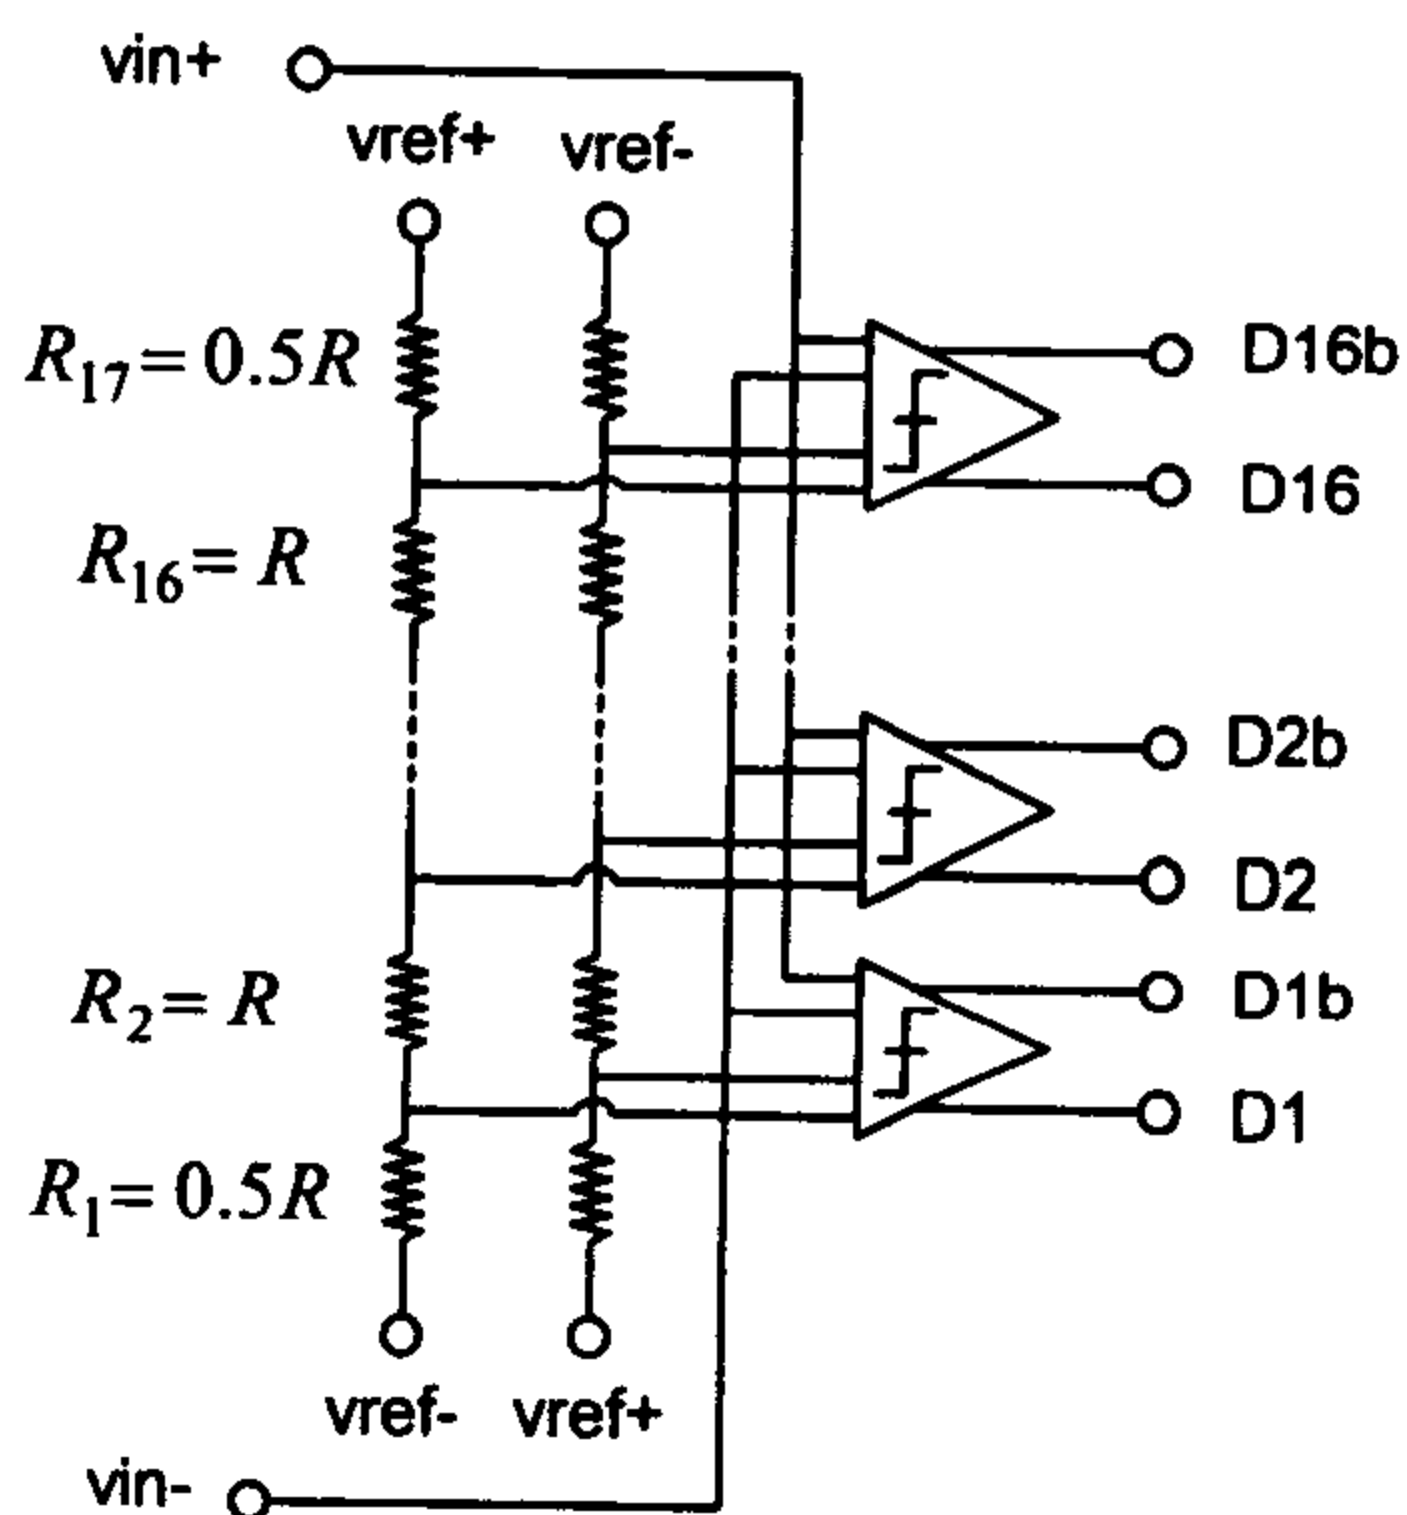 vin+
vref+ vref-
R17 = 0.5R
D16b
D16
R16 = R
D2b
D2
R2 = R
D1b
D1
R1 = 0.5R
vref- vref+
vin-